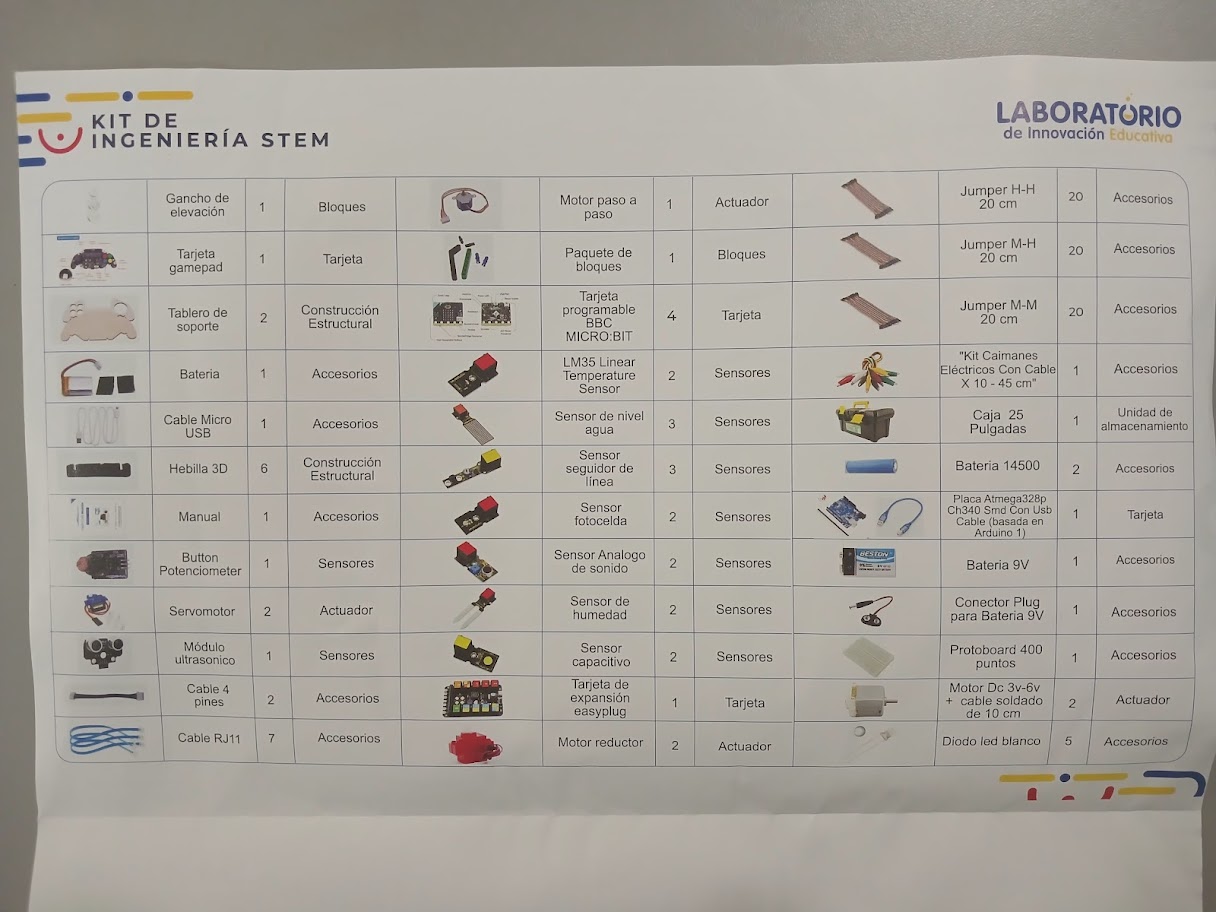 KIT DE
INGENIERÍA STEM
LABORATORIO
de Innovación Educativa
Gancho de
elevación
1
Bloques
Motor paso a
paso
1
Actuador
Jumper H-H
20 cm
20
Accesorios
Tarjeta
gamepad
1
Tarjeta
Paquete de
bloques
1
Bloques
Jumper M-H
20 cm
20
Accesorios
Tablero de
soporte
2
Construcción
Estructural
Tarjeta
programable
BBC
MICRO:BIT
4
Tarjeta
Jumper M-M
20 cm
20
Accesorios
Bateria
1
Accesorios
LM35 Linear
Temperature
Sensor
2
Sensores
"Kit Caimanes
Eléctricos Con Cable
X 10 - 45 cm"
1
Accesorios
Cable Micro
USB
1
Accesorios
Sensor de nivel
agua
3
Sensores
Caja 25
Pulgadas
1
Unidad de
almacenamiento
Hebilla 3D
6
Construcción
Estructural
Sensor
seguidor de
línea
3
Sensores
Bateria 14500
2
Accesorios
Manual
1
Accesorios
Sensor
fotocelda
2
Sensores
Placa Atmega328p
Ch340 Smd Con Usb
Cable (basada en
Arduino 1)
1
Tarjeta
Button
Potenciometer
1
Sensores
Sensor Analogo
de sonido
2
Sensores
BESTON
Bateria 9V
1
Accesorios
Servomotor
2
Actuador
Sensor de
humedad
2
Sensores
Conector Plug
para Bateria 9V
1
Accesorios
Módulo
ultrasonico
1
Sensores
Sensor
capacitivo
2
Sensores
Protoboard 400
puntos
1
Accesorios
Cable 4
pines
2
Accesorios
Tarjeta de
expansión
easyplug
1
Tarjeta
Motor Dc 3v-6v
+ cable soldado
de 10 cm
2
Actuador
Cable RJ11
7
Accesorios
Motor reductor
2
Actuador
Diodo led blanco
5
Accesorios